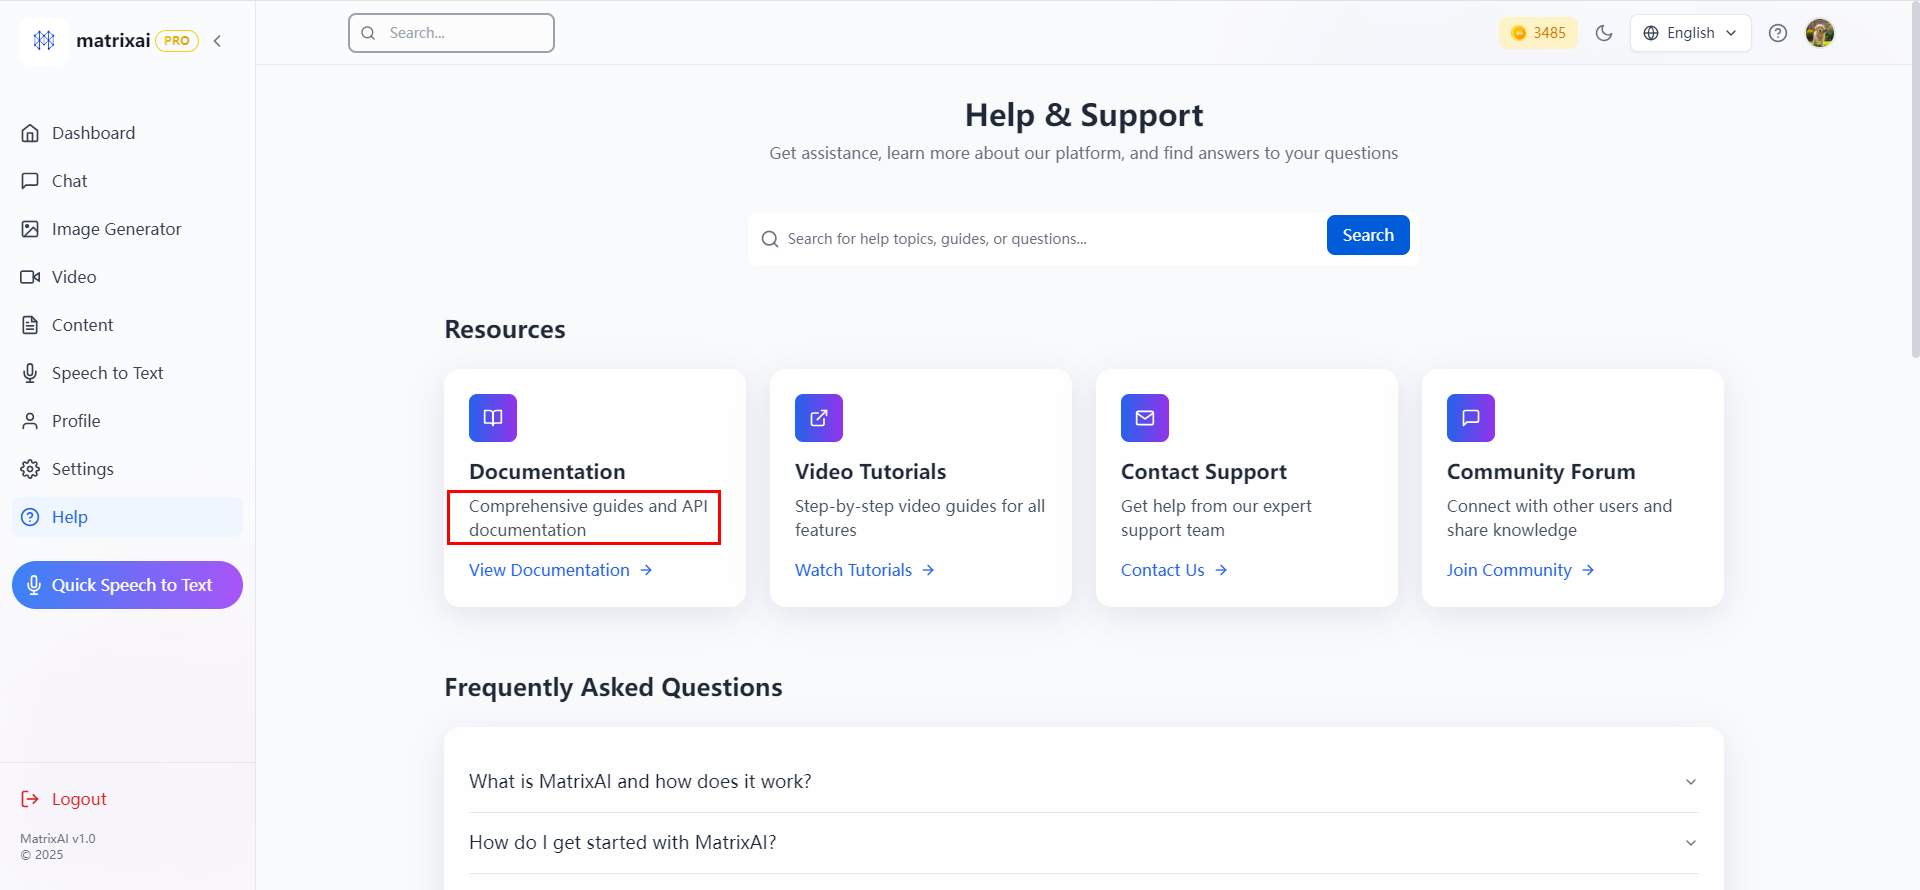 matrixai PRO
Search...
3485
English
Dashboard
Chat
Image Generator
Video
Content
Speech to Text
Profile
Settings
Help
Quick Speech to Text
Logout
MatrixAI v1.0
© 2025
Help & Support
Get assistance, learn more about our platform, and find answers to your questions
Search for help topics, guides, or questions...
Search
Resources
Documentation
Comprehensive guides and API
documentation
View Documentation
Video Tutorials
Step-by-step video guides for all
features
Watch Tutorials
Contact Support
Get help from our expert
support team
Contact Us
Community Forum
Connect with other users and
share knowledge
Join Community
Frequently Asked Questions
What is MatrixAI and how does it work?
How do I get started with MatrixAI?